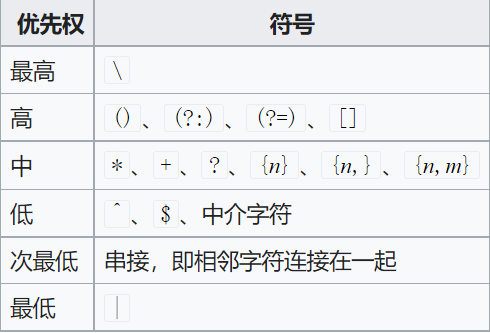 优先权 符号
最高 \
高 ()、(?:)、(?=)、[]
中 *、+、?、{n}、{n,}、{n,m}
低 ^、$、中介字符
次最低 串接，即相邻字符连接在一起
最低 |